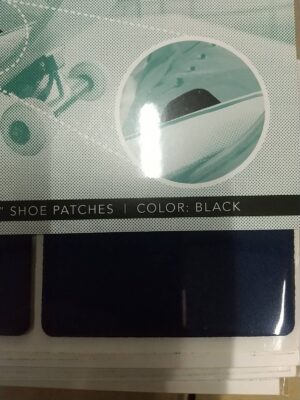 " SHOE PATCHES | COLOR: BLACK